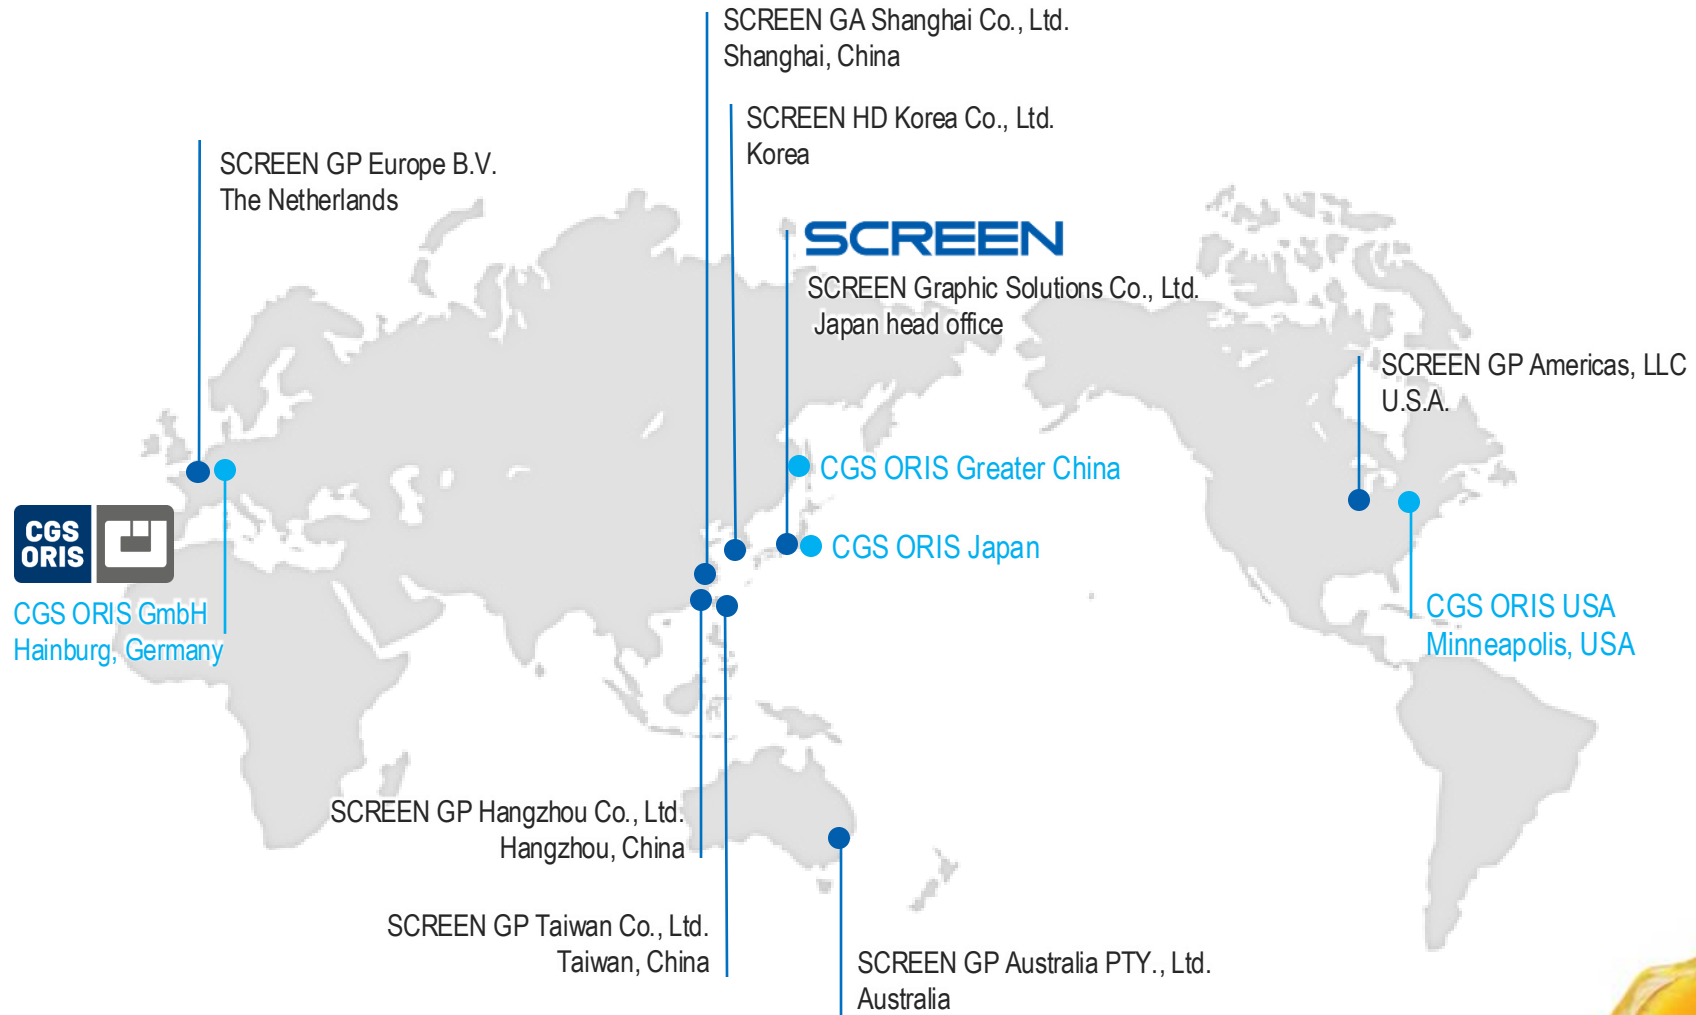 SCREEN GA Shanghai Co., Ltd.
Shanghai, China
SCREEN HD Korea Co., Ltd.
Korea
SCREEN GP Europe B.V.
The Netherlands
SCREEN
SCREEN Graphic Solutions Co., Ltd.
Japan head office
SCREEN GP Americas, LLC
U.S.A.
CGS ORIS Greater China
CGS ORIS Japan
CGS
ORIS
CGS ORIS GmbH
Hainburg, Germany
CGS ORIS USA
Minneapolis, USA
SCREEN GP Hangzhou Co., Ltd.
Hangzhou, China
SCREEN GP Taiwan Co., Ltd.
Taiwan, China
SCREEN GP Australia PTY., Ltd.
Australia